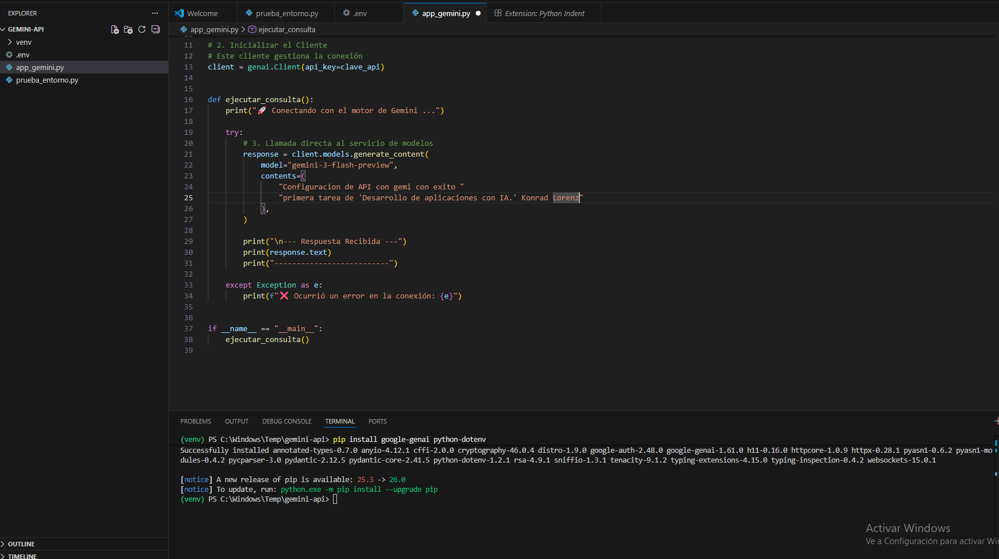 EXPLORER
GEMINI-API
venv
.env
app_gemini.py
prueba_entorno.py
OUTLINE
TIMELINE
Welcome
prueba_entorno.py
.env
app_gemini.py
Extension: Python Indent
app_gemini.py > ejecutar_consulta
11 # 2. Inicializar el Cliente
12 # Este cliente gestiona la conexión
13 client = genai.Client(api_key=clave_api)
14
15
16 def ejecutar_consulta():
17 print("🚀 Conectando con el motor de Gemini ...")
18
19 try:
20 # 3. Llamada directa al servicio de modelos
21 response = client.models.generate_content(
22 model="gemini-3-flash-preview",
23 contents=(
24 "Configuracion de API con gemi con exito "
25 "primera tarea de 'Desarrollo de aplicaciones con IA.' Konrad Lorenz"
26 ),
27 )
28
29 print("\n--- Respuesta Recibida ---")
30 print(response.text)
31 print("--------------------------")
32
33 except Exception as e:
34 print(f"❌ Ocurrió un error en la conexión: {e}")
35
36
37 if __name__ == "__main__":
38 ejecutar_consulta()
39
PROBLEMS OUTPUT DEBUG CONSOLE TERMINAL PORTS
(venv) PS C:\Windows\Temp\gemini-api> pip install google-genai python-dotenv
Successfully installed annotated-types-0.7.0 anyio-4.12.1 cffi-2.0.0 cryptography-46.0.4 distro-1.9.0 google-auth-2.48.0 google-genai-1.61.0 h11-0.16.0 httpcore-1.0.9 httpx-0.28.1 pyasn1-0.6.2 pyasn1-mo
dules-0.4.2 pycparser-3.0 pydantic-2.12.5 pydantic-core-2.41.5 python-dotenv-1.2.1 rsa-4.9.1 sniffio-1.3.1 tenacity-9.1.2 typing-extensions-4.15.0 typing-inspection-0.4.2 websockets-15.0.1
[notice] A new release of pip is available: 25.3 -> 26.0
[notice] To update, run: python.exe -m pip install --upgrade pip
(venv) PS C:\Windows\Temp\gemini-api>
Activar Windows
Ve a Configuración para activar Wi